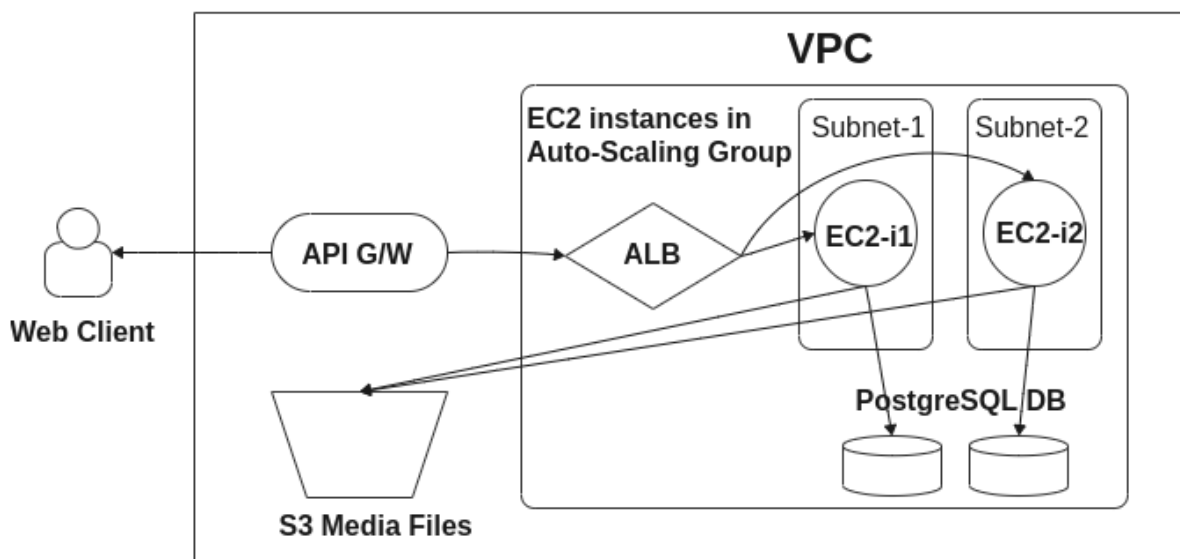 VPC
EC2 instances in
Auto-Scaling Group
Subnet-1
Subnet-2
API G/W
ALB
EC2-i1
EC2-i2
Web Client
PostgreSQL DB
S3 Media Files